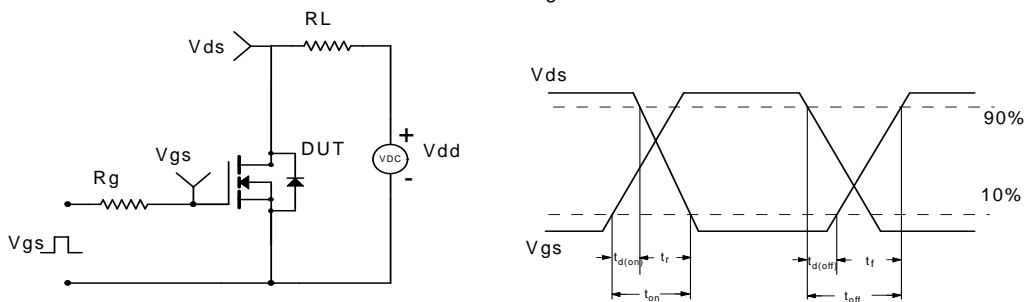 RL
Vds
Vgs
DUT
Rg
VDC
+
-
Vdd
Vgs
Vds
90%
10%
Vgs
td(on)
tr
td(off)
tf
ton
toff